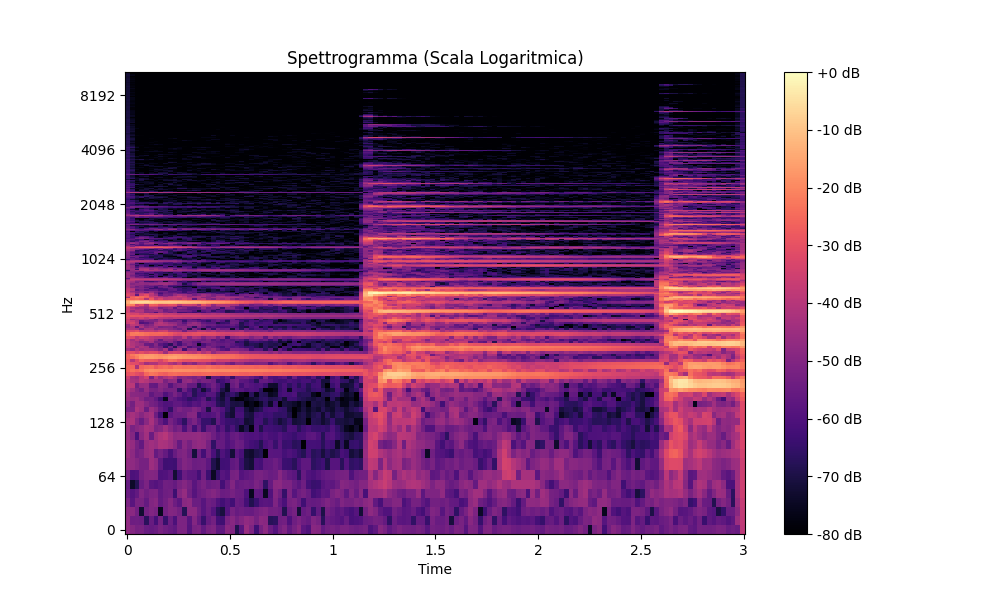 Spettrogramma (Scala Logaritmica)
8192
4096
2048
1024
512
256
128
64
0
Hz
0
0.5
1
1.5
2
2.5
3
Time
+0 dB
-10 dB
-20 dB
-30 dB
-40 dB
-50 dB
-60 dB
-70 dB
-80 dB